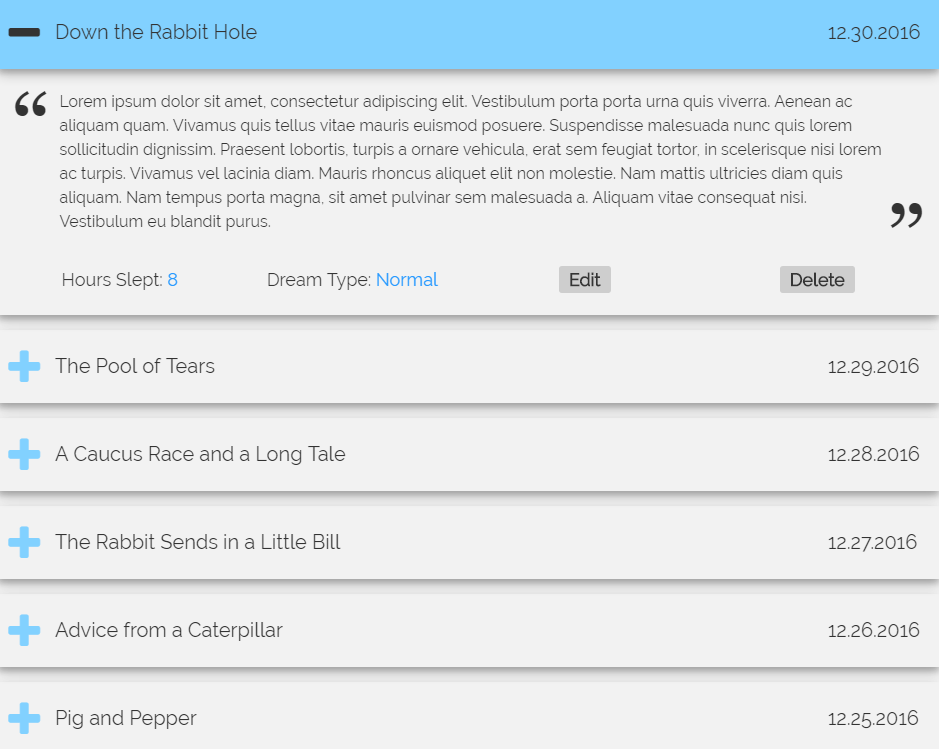 Down the Rabbit Hole 12.30.2016
“ Lorem ipsum dolor sit amet, consectetur adipiscing elit. Vestibulum porta porta urna quis viverra. Aenean ac
aliquam quam. Vivamus quis tellus vitae mauris euismod posuere. Suspendisse malesuada nunc quis lorem
sollicitudin dignissim. Praesent lobortis, turpis a ornare vehicula, erat sem feugiat tortor, in scelerisque nisi lorem
ac turpis. Vivamus vel lacinia diam. Mauris rhoncus aliquet elit non molestie. Nam mattis ultricies diam quis
aliquam. Nam tempus porta magna, sit amet pulvinar sem malesuada a. Aliquam vitae consequat nisi.
Vestibulum eu blandit purus. ”
Hours Slept: 8 Dream Type: Normal Edit Delete
The Pool of Tears 12.29.2016
A Caucus Race and a Long Tale 12.28.2016
The Rabbit Sends in a Little Bill 12.27.2016
Advice from a Caterpillar 12.26.2016
Pig and Pepper 12.25.2016